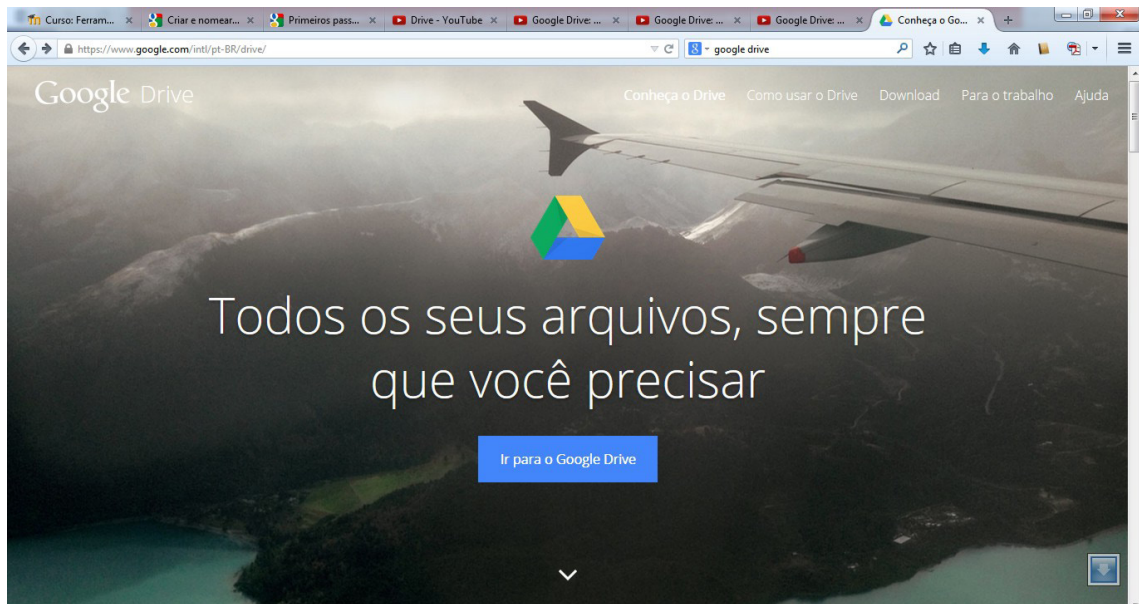 Curso: Ferram...
Criar e nomear...
Primeiros pass...
Drive - YouTube
Google Drive: ...
Google Drive: ...
Google Drive: ...
Conheça o Go...
https://www.google.com/intl/pt-BR/drive/
google drive
Google Drive
Conheça o Drive
Como usar o Drive
Download
Para o trabalho
Ajuda
Todos os seus arquivos, sempre
que você precisar
Ir para o Google Drive